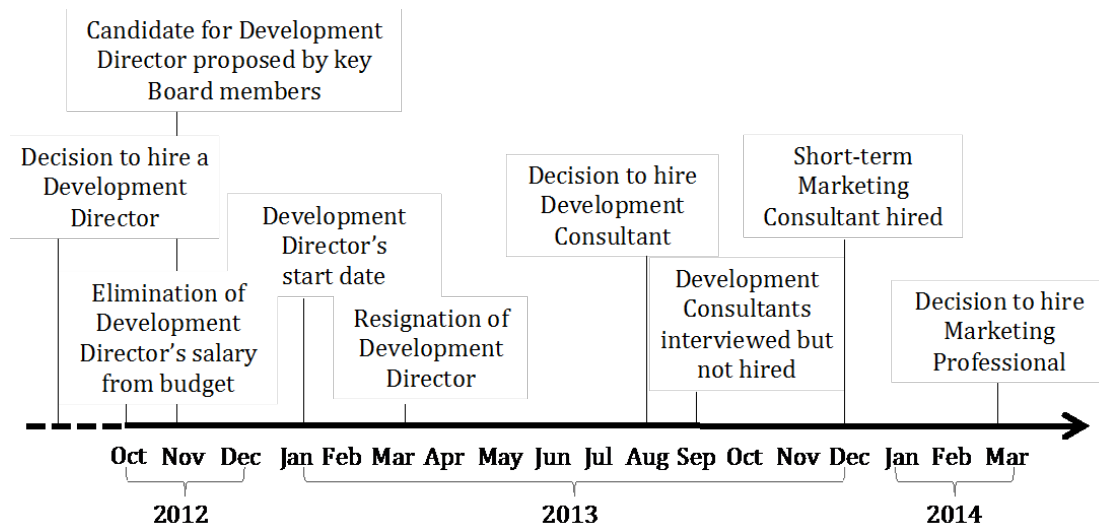 Candidate for Development
Director proposed by key
Board members
Decision to hire a
Development
Director
Elimination of
Development
Director’s salary
from budget
Development
Director’s
start date
Resignation of
Development
Director
Decision to hire
Development
Consultant
Development
Consultants
interviewed but
not hired
Short-term
Marketing
Consultant hired
Decision to hire
Marketing
Professional
Oct Nov Dec Jan Feb Mar Apr May Jun Jul Aug Sep Oct Nov Dec Jan Feb Mar
2012 2013 2014